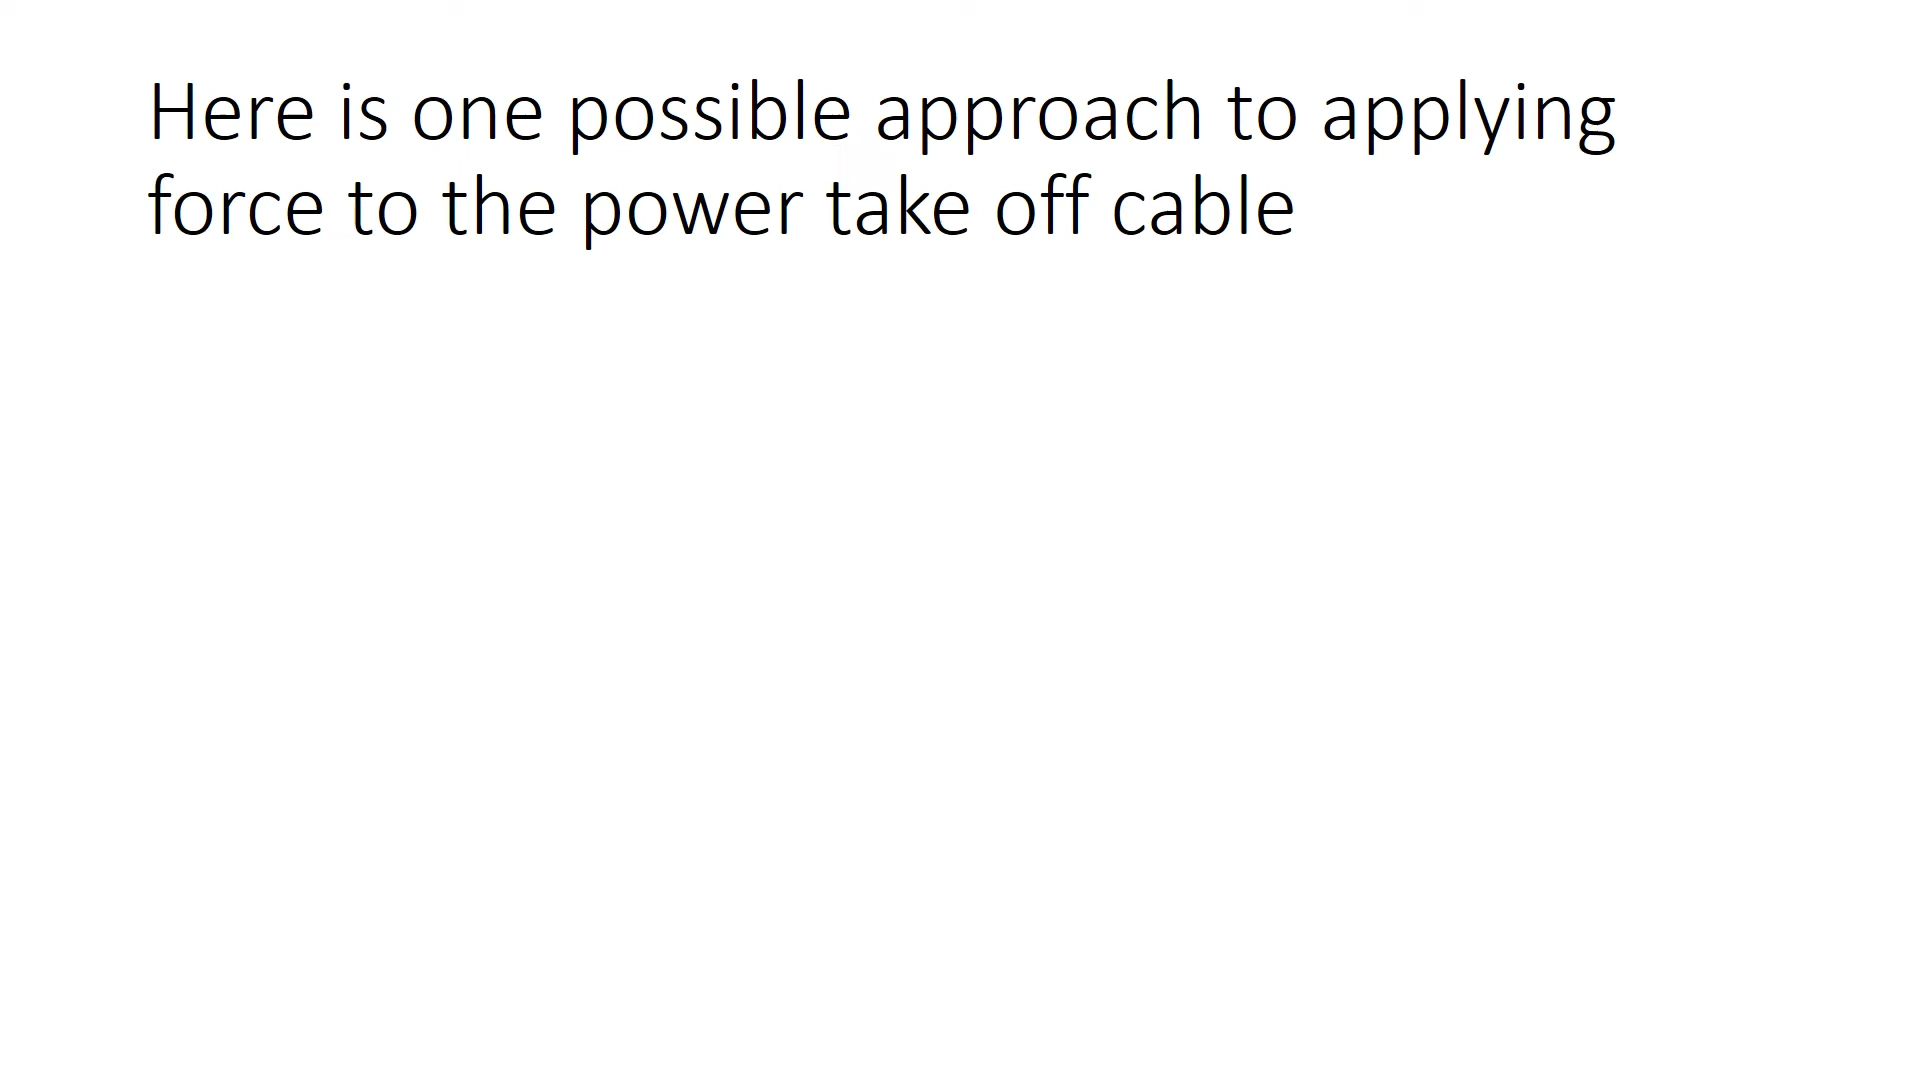 Here is one possible approach to applying
force to the power take off cable